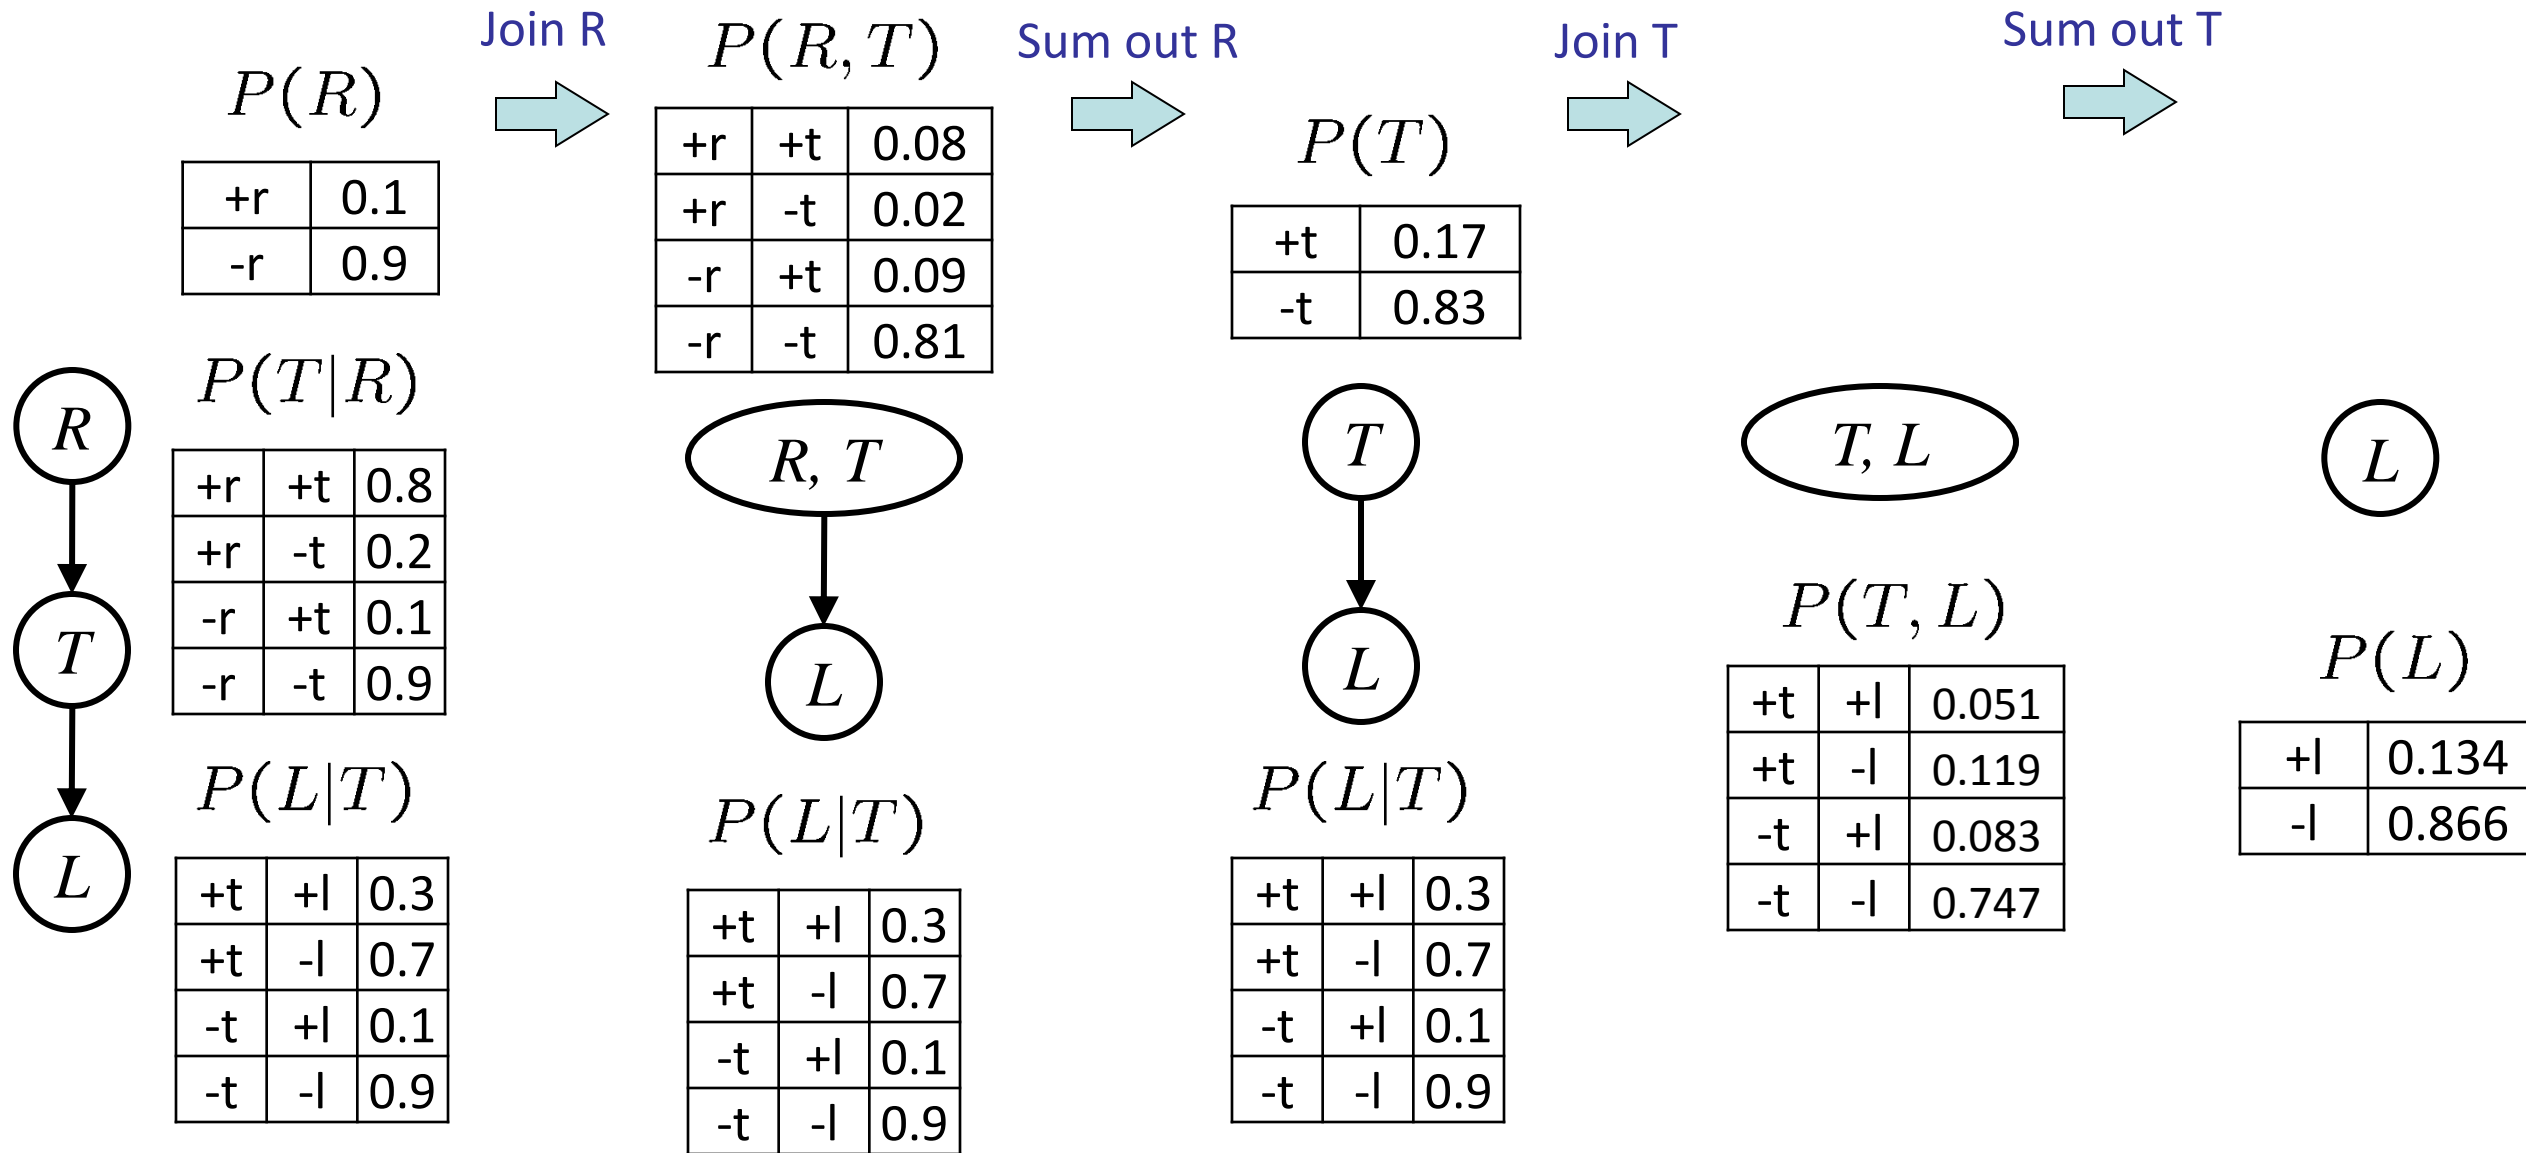 Join R
Sum out R
Join T
Sum out T
P(R)
+r 0.1
-r 0.9
P(T|R)
+r +t 0.8
+r -t 0.2
-r +t 0.1
-r -t 0.9
P(L|T)
+t +l 0.3
+t -l 0.7
-t +l 0.1
-t -l 0.9
R
T
L
P(R, T)
+r +t 0.08
+r -t 0.02
-r +t 0.09
-r -t 0.81
R, T
L
P(L|T)
+t +l 0.3
+t -l 0.7
-t +l 0.1
-t -l 0.9
P(T)
+t 0.17
-t 0.83
T
L
P(L|T)
+t +l 0.3
+t -l 0.7
-t +l 0.1
-t -l 0.9
T, L
P(T, L)
+t +l 0.051
+t -l 0.119
-t +l 0.083
-t -l 0.747
L
P(L)
+l 0.134
-l 0.866